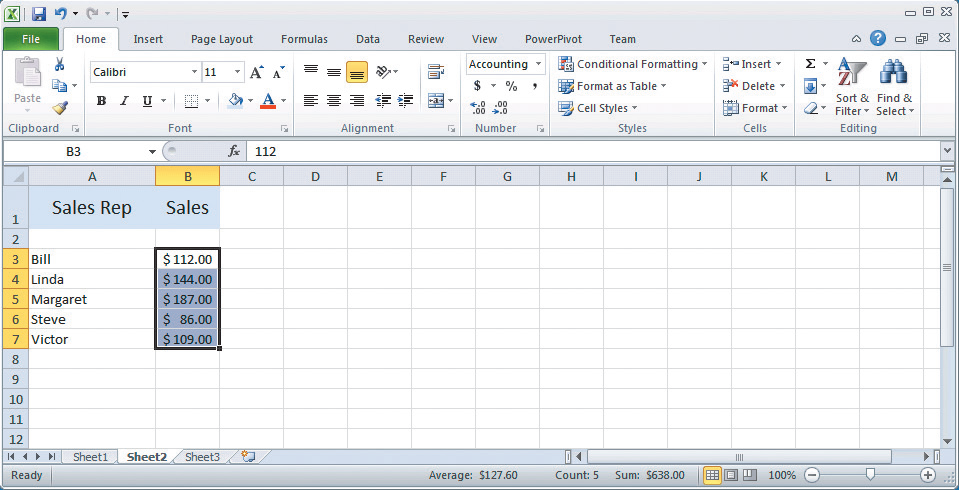 File Home Insert Page Layout Formulas Data Review View PowerPivot Team
Paste
Calibri 11
B I U
Accounting
$ % ,
Conditional Formatting
Format as Table
Cell Styles
Insert
Delete
Format
Σ
Sort & Filter
Find & Select
Clipboard Font Alignment Number Styles Cells Editing
B3 fx 112
A B C D E F G H I J K L M
1 Sales Rep Sales
2
3 Bill $ 112.00
4 Linda $ 144.00
5 Margaret $ 187.00
6 Steve $ 86.00
7 Victor $ 109.00
8
9
10
11
12
Sheet1 Sheet2 Sheet3
Ready Average: $127.60 Count: 5 Sum: $638.00 100%